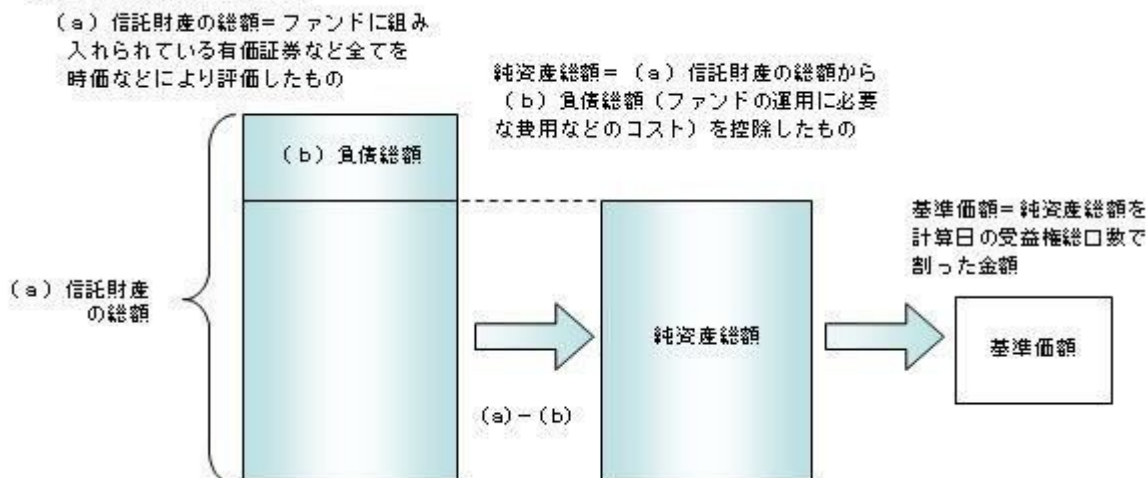 （a）信託財産の総額＝ファンドに組み
入れられている有価証券など全てを
時価などにより評価したもの
純資産総額＝（a）信託財産の総額から
（b）負債総額（ファンドの運用に必要
な費用などのコスト）を控除したもの
（b）負債総額
基準価額＝純資産総額を
計算日の受益権総口数で
割った金額
（a）信託財産
の総額
純資産総額
基準価額
（a）－（b）